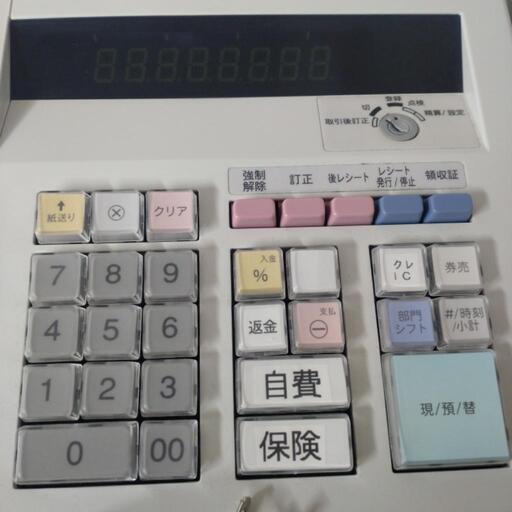 登録
切 点検
取引後訂正 精算/設定
強制
解除
訂正
後レシート
レシート
発行/停止
領収証
↑
紙送り
⊗
クリア
7 8 9
4 5 6
1 2 3
0 00
入金
%
返金
支払
⊖
自費
保険
クレ
IC
券売
部門
シフト
#/時刻
/小計
現/預/替